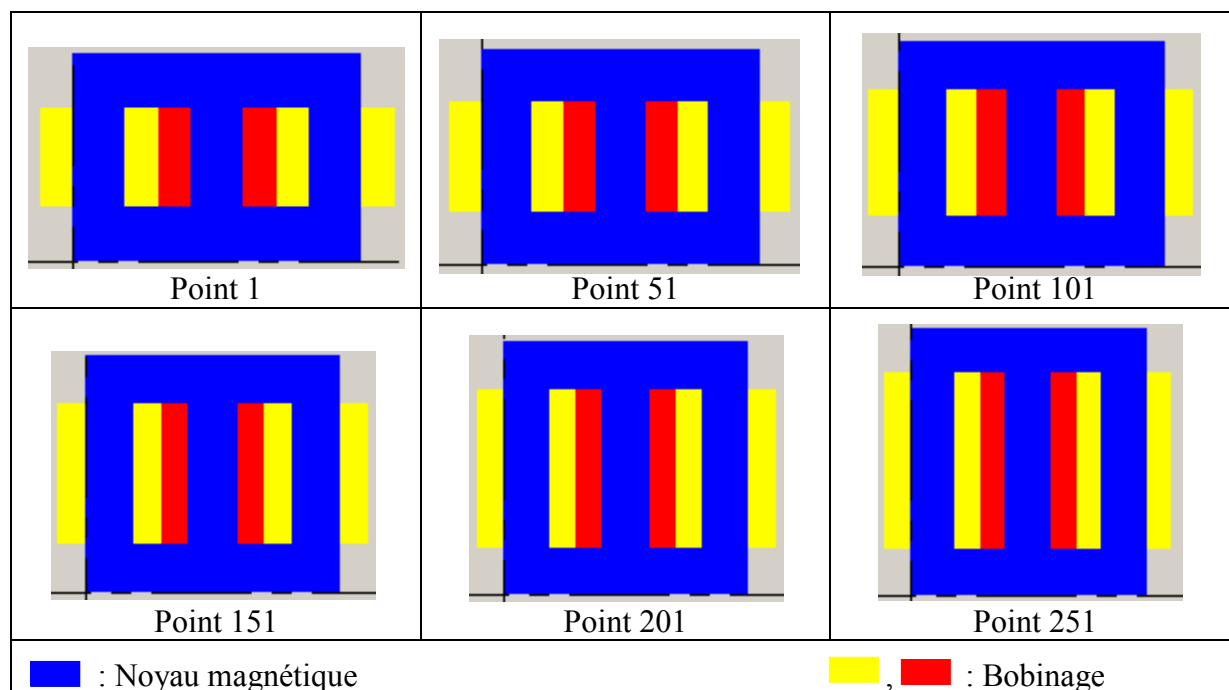 Point 1
Point 51
Point 101
Point 151
Point 201
Point 251
: Noyau magnétique
, : Bobinage